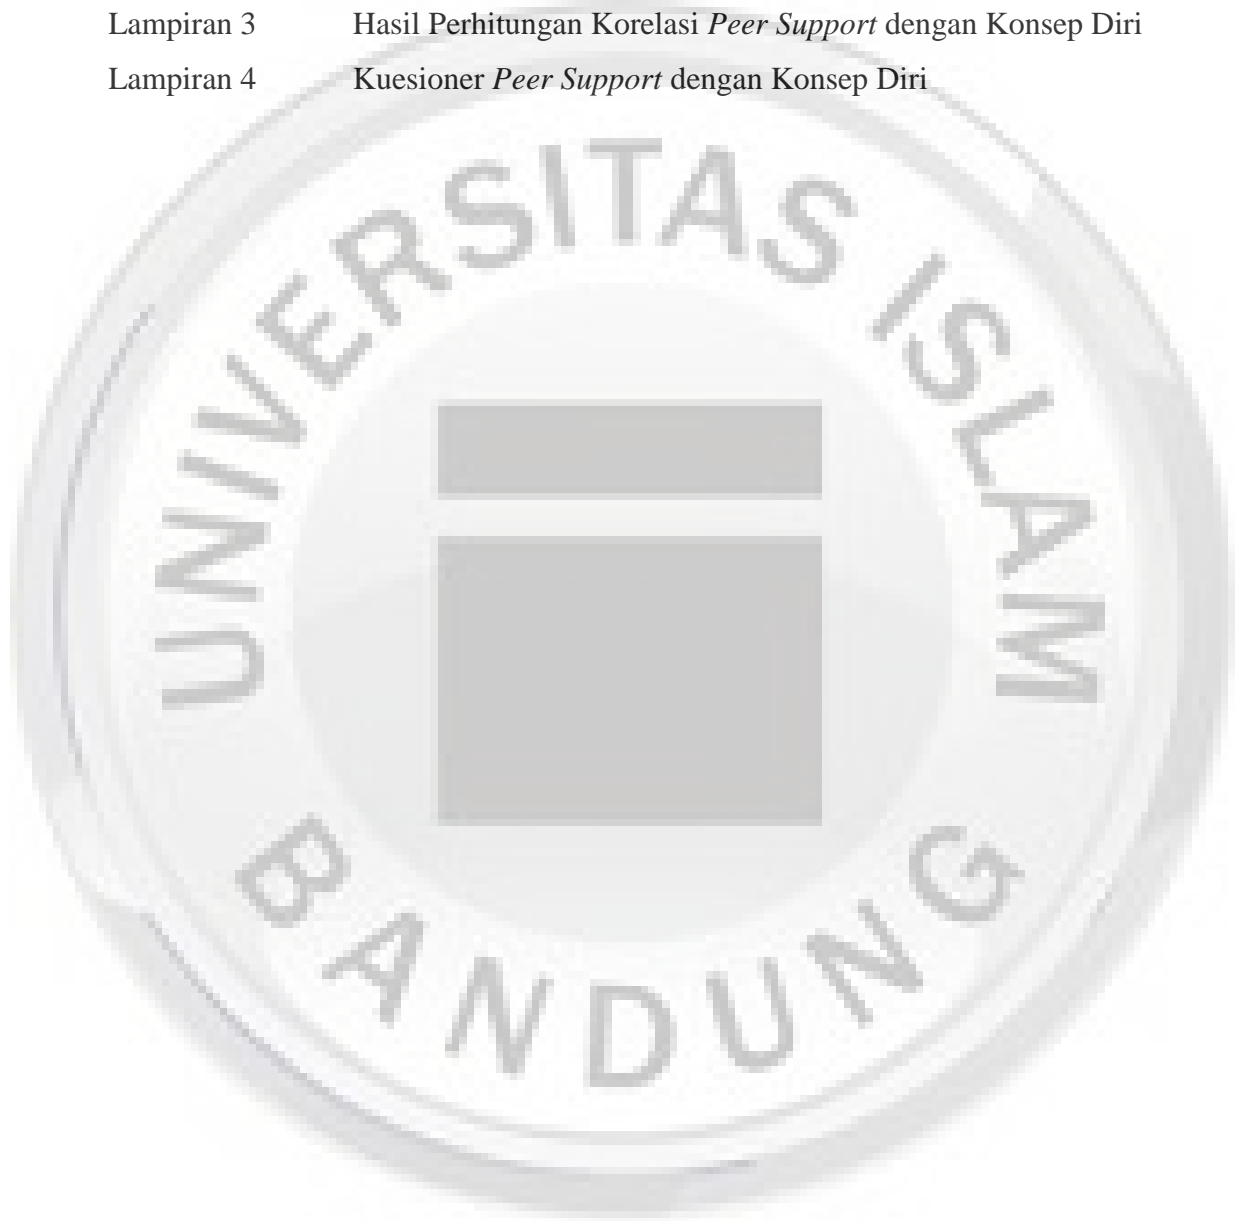 Lampiran 3 Hasil Perhitungan Korelasi Peer Support dengan Konsep Diri
Lampiran 4 Kuesioner Peer Support dengan Konsep Diri
UNIVERSITAS ISLAM
BANDUNG